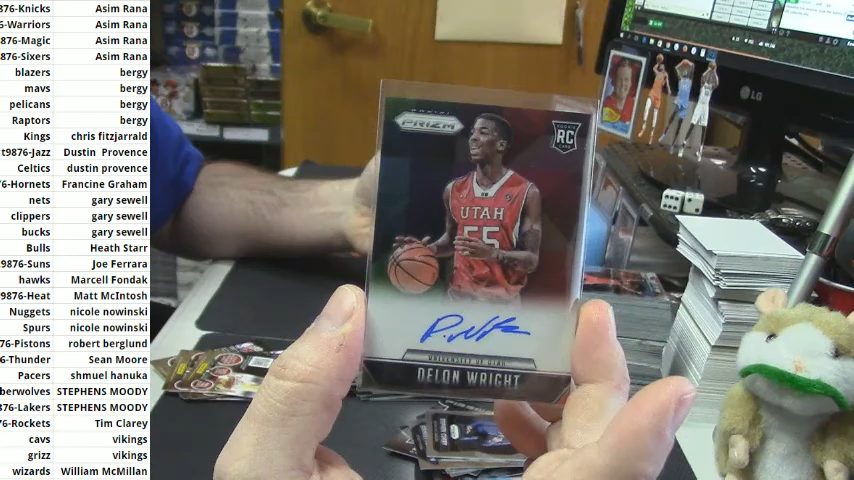 876-Knicks Asim Rana
6-Warriors Asim Rana
876-Magic Asim Rana
876-Sixers Asim Rana
blazers bergy
mavs bergy
pelicans bergy
Raptors bergy
Kings chris fitzjarrald
t9876-Jazz Dustin Provence
Celtics dustin provence
76-Hornets Francine Graham
nets gary sewell
clippers gary sewell
bucks gary sewell
Bulls Heath Starr
9876-Suns Joe Ferrara
hawks Marcell Fondak
9876-Heat Matt McIntosh
Nuggets nicole nowinski
Spurs nicole nowinski
76-Pistons robert berglund
6-Thunder Sean Moore
Pacers shmuel hanuka
berwolves STEPHENS MOODY
876-Lakers STEPHENS MOODY
76-Rockets Tim Clarey
cavs vikings
grizz vikings
wizards William McMillan
PANINI
PRIZM
RC
UTAH
55
UNIVERSITY OF UTAH
DELON WRIGHT
LG